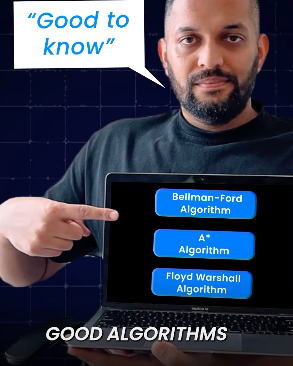 “Good to
know”
Bellman-Ford
Algorithm
A*
Algorithm
Floyd Warshall
Algorithm
GOOD ALGORITHMS